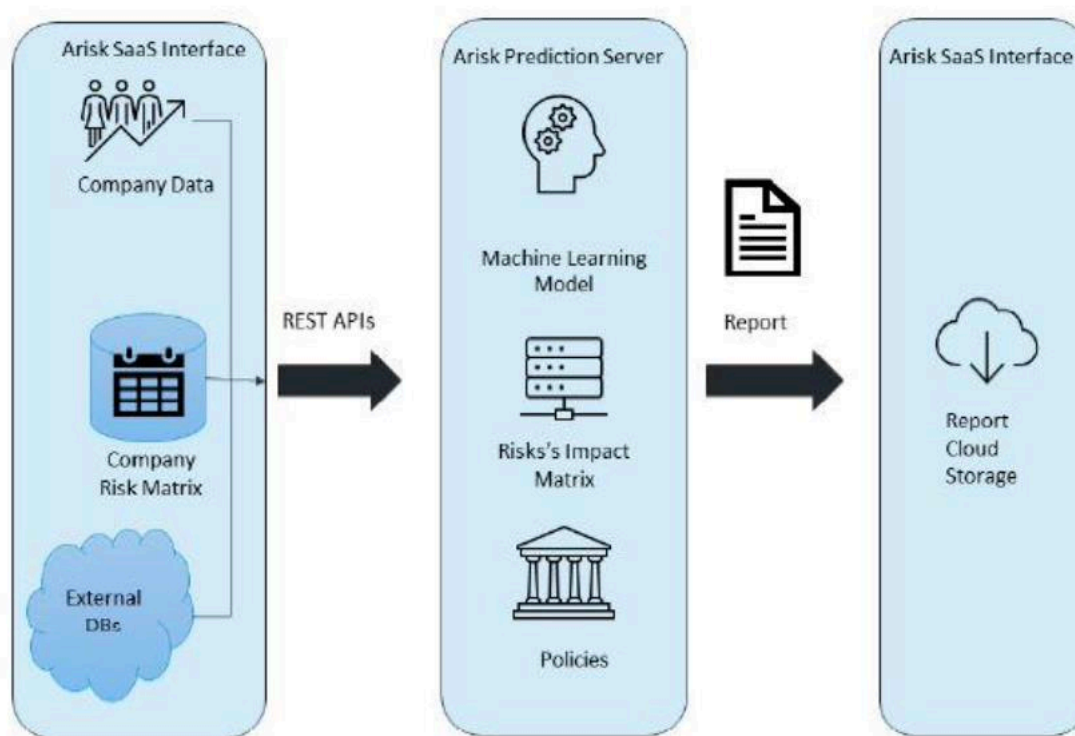 Arisk SaaS Interface
Company Data
Company
Risk Matrix
External
DBs
REST APIs
Arisk Prediction Server
Machine Learning
Model
Risks's Impact
Matrix
Policies
Report
Arisk SaaS Interface
Report
Cloud
Storage